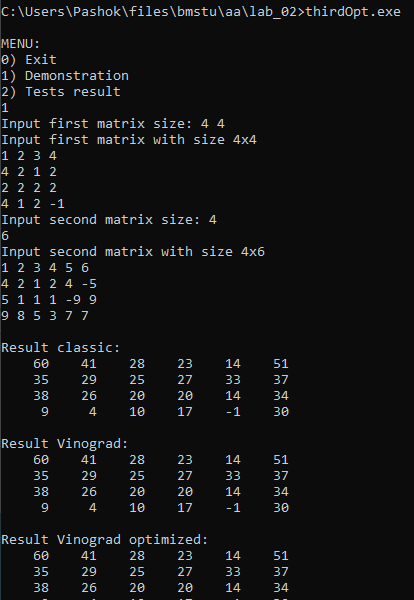 C:\Users\Pashok\files\bmstu\aa\lab_02>thirdOpt.exe
MENU:
0) Exit
1) Demonstration
2) Tests result
1
Input first matrix size: 4 4
Input first matrix with size 4x4
1 2 3 4
4 2 1 2
2 2 2 2
4 1 2 -1
Input second matrix size: 4
6
Input second matrix with size 4x6
1 2 3 4 5 6
4 2 1 2 4 -5
5 1 1 1 -9 9
9 8 5 3 7 7
Result classic:
60 41 28 23 14 51
35 29 25 27 33 37
38 26 20 20 14 34
9 4 10 17 -1 30
Result Vinograd:
60 41 28 23 14 51
35 29 25 27 33 37
38 26 20 20 14 34
9 4 10 17 -1 30
Result Vinograd optimized:
60 41 28 23 14 51
35 29 25 27 33 37
38 26 20 20 14 34